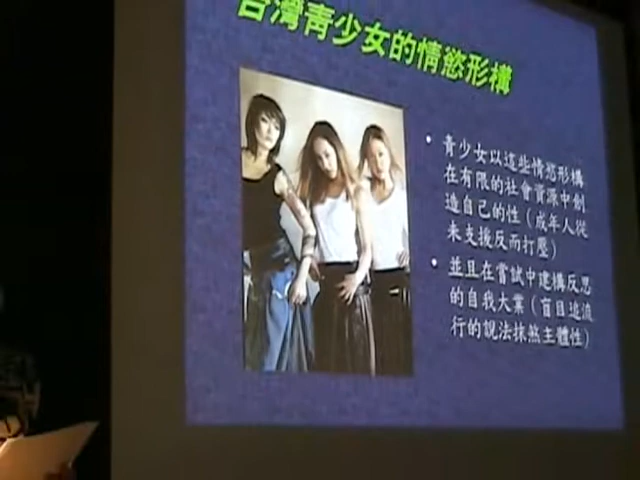 台灣青少女的情慾形構
• 青少女以這些情慾形構
在有限的社會資源中創
造自己的性（成年人從
未支援反而打壓）
• 並且在嘗試中建構反思
的自我大業（盲目追流
行的說法抹煞主體性）